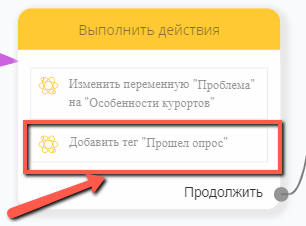 Выполнить действия
Изменить переменную "Проблема"
на "Особенности курортов"
Добавить тег "Прошел опрос"
Продолжить